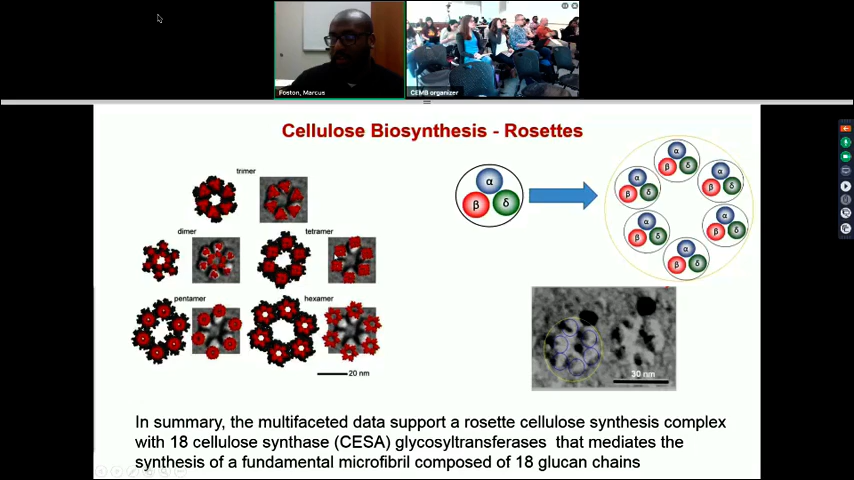 Foston, Marcus
CEMB organizer
Cellulose Biosynthesis - Rosettes
trimer
dimer
tetramer
pentamer
hexamer
20 nm
α
β
δ
α
β
δ
α
β
δ
α
β
δ
α
β
δ
α
β
δ
α
β
δ
30 nm
In summary, the multifaceted data support a rosette cellulose synthesis complex
with 18 cellulose synthase (CESA) glycosyltransferases that mediates the
synthesis of a fundamental microfibril composed of 18 glucan chains